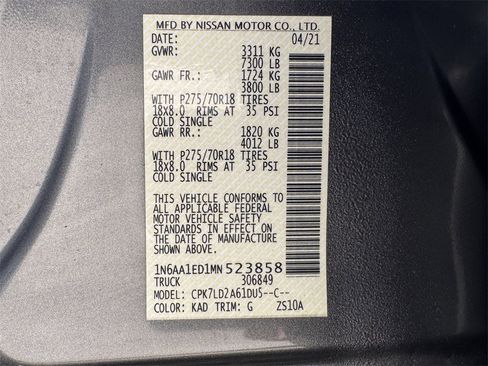 MFD BY NISSAN MOTOR CO., LTD.
DATE: 04/21
GVWR: 3311 KG
7300 LB
GAWR FR.: 1724 KG
3800 LB
WITH P275/70R18 TIRES
18x8.0 RIMS AT 35 PSI
COLD SINGLE
GAWR RR.: 1820 KG
4012 LB
WITH P275/70R18 TIRES
18x8.0 RIMS AT 35 PSI
COLD SINGLE
THIS VEHICLE CONFORMS TO
ALL APPLICABLE FEDERAL
MOTOR VEHICLE SAFETY
STANDARDS IN EFFECT ON
THE DATE OF MANUFACTURE
SHOWN ABOVE.
1N6AA1ED1MN523858
TRUCK 306849
MODEL: CPK7LD2A61DU5--C--
COLOR: KAD TRIM: G ZS10A